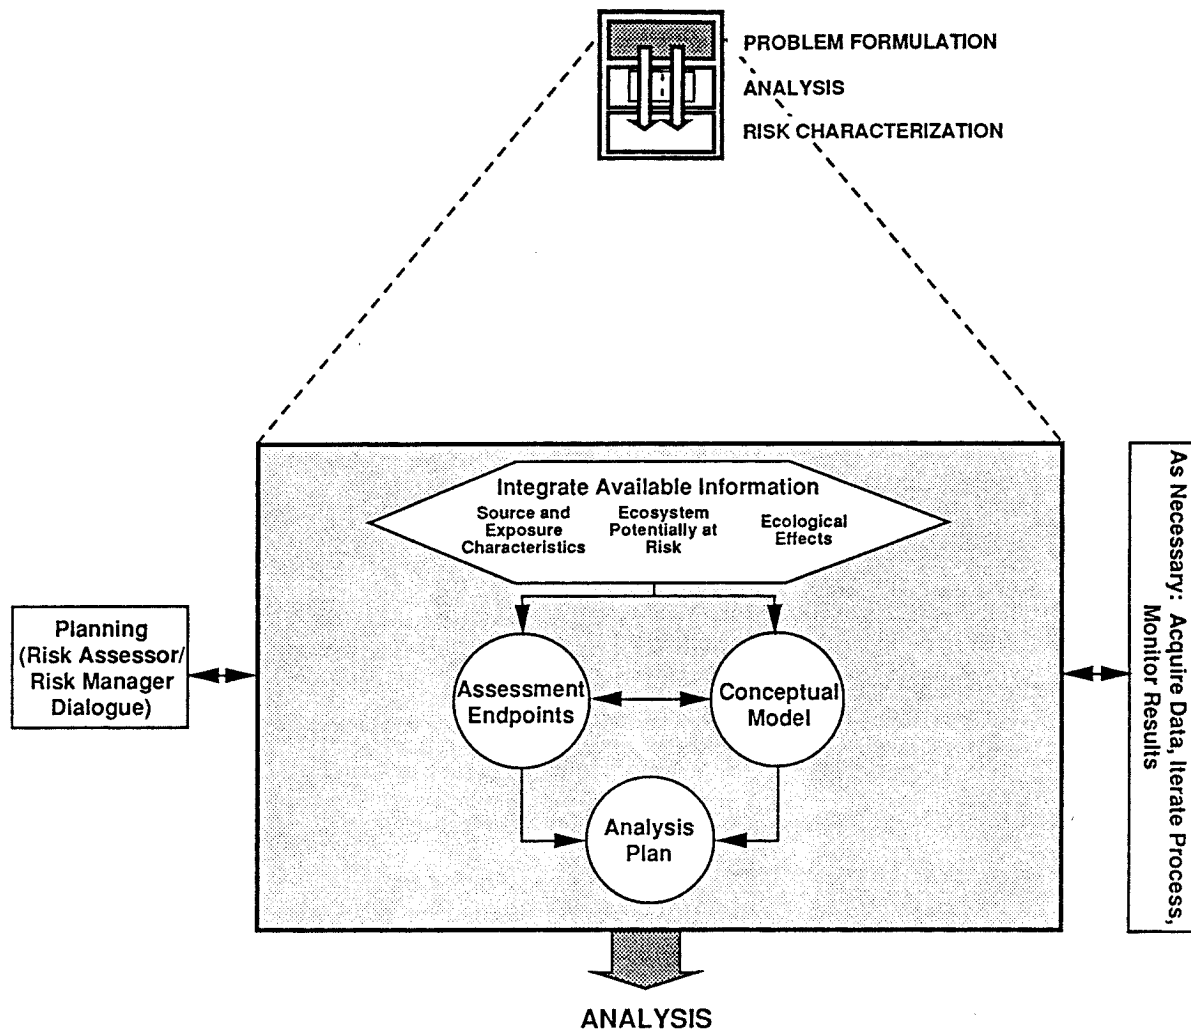 PROBLEM FORMULATION
ANALYSIS
RISK CHARACTERIZATION
Integrate Available Information
Source and
Exposure
Characteristics
Ecosystem
Potentially at
Risk
Ecological
Effects
Planning
(Risk Assessor/
Risk Manager
Dialogue)
Assessment
Endpoints
Conceptual
Model
Analysis
Plan
As Necessary: Acquire Data, Iterate Process,
Monitor Results
ANALYSIS